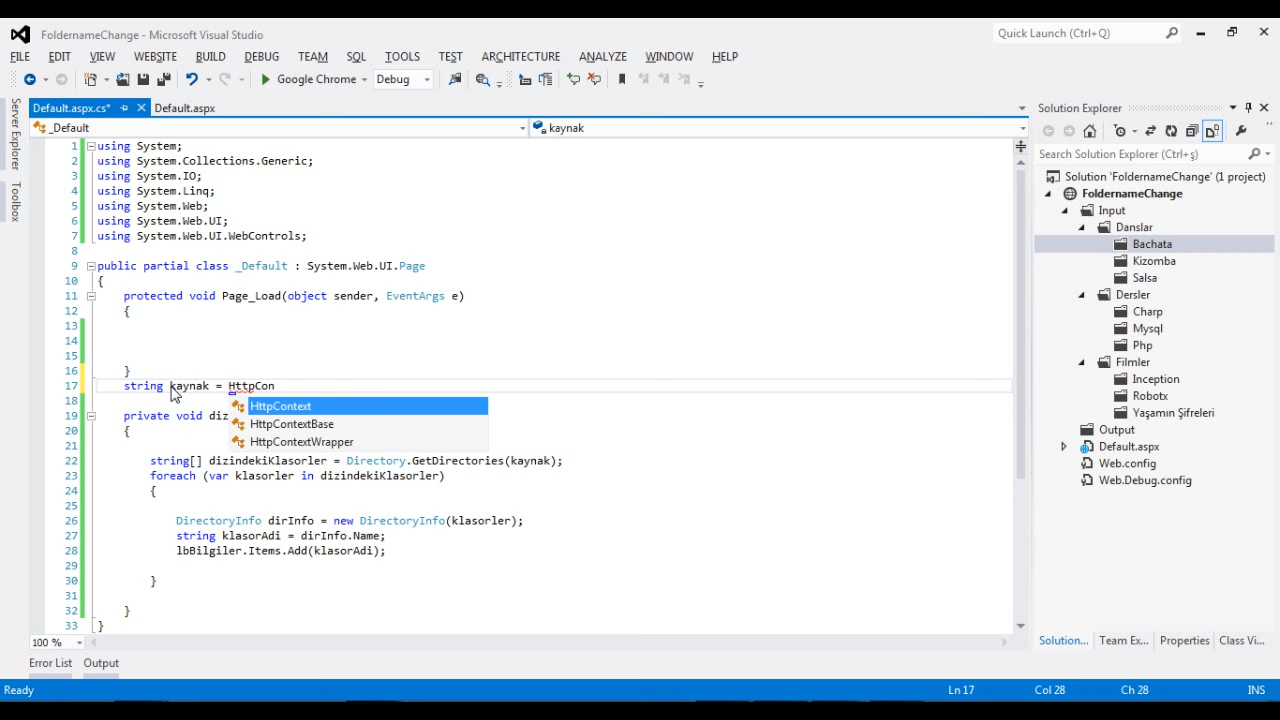 FoldernameChange - Microsoft Visual Studio
Quick Launch (Ctrl+Q)
FILE EDIT VIEW WEBSITE BUILD DEBUG TEAM SQL TOOLS TEST ARCHITECTURE ANALYZE WINDOW HELP
Google Chrome Debug
Server Explorer
Toolbox
Default.aspx.cs* Default.aspx
_Default kaynak
1 using System;
2 using System.Collections.Generic;
3 using System.IO;
4 using System.Linq;
5 using System.Web;
6 using System.Web.UI;
7 using System.Web.UI.WebControls;
8
9 public partial class _Default : System.Web.UI.Page
10 {
11 protected void Page_Load(object sender, EventArgs e)
12 {
13
14
15
16 }
17 string kaynak = HttpCon
18
HttpContext
HttpContextBase
HttpContextWrapper
19 private void diz
20 {
21
22 string[] dizindekiKlasorler = Directory.GetDirectories(kaynak);
23 foreach (var klasorler in dizindekiKlasorler)
24 {
25
26 DirectoryInfo dirInfo = new DirectoryInfo(klasorler);
27 string klasorAdi = dirInfo.Name;
28 lbBilgiler.Items.Add(klasorAdi);
29
30 }
31
32 }
33 }
100 %
Solution Explorer
Search Solution Explorer (Ctrl+ş)
Solution 'FoldernameChange' (1 project)
FoldernameChange
Input
Danslar
Bachata
Kizomba
Salsa
Dersler
Charp
Mysql
Php
Filmler
Inception
Robotx
Yaşamın Şifreleri
Output
Default.aspx
Web.config
Web.Debug.config
Solution... Team Ex... Properties Class Vi...
Error List Output
Ready Ln 17 Col 28 Ch 28 INS